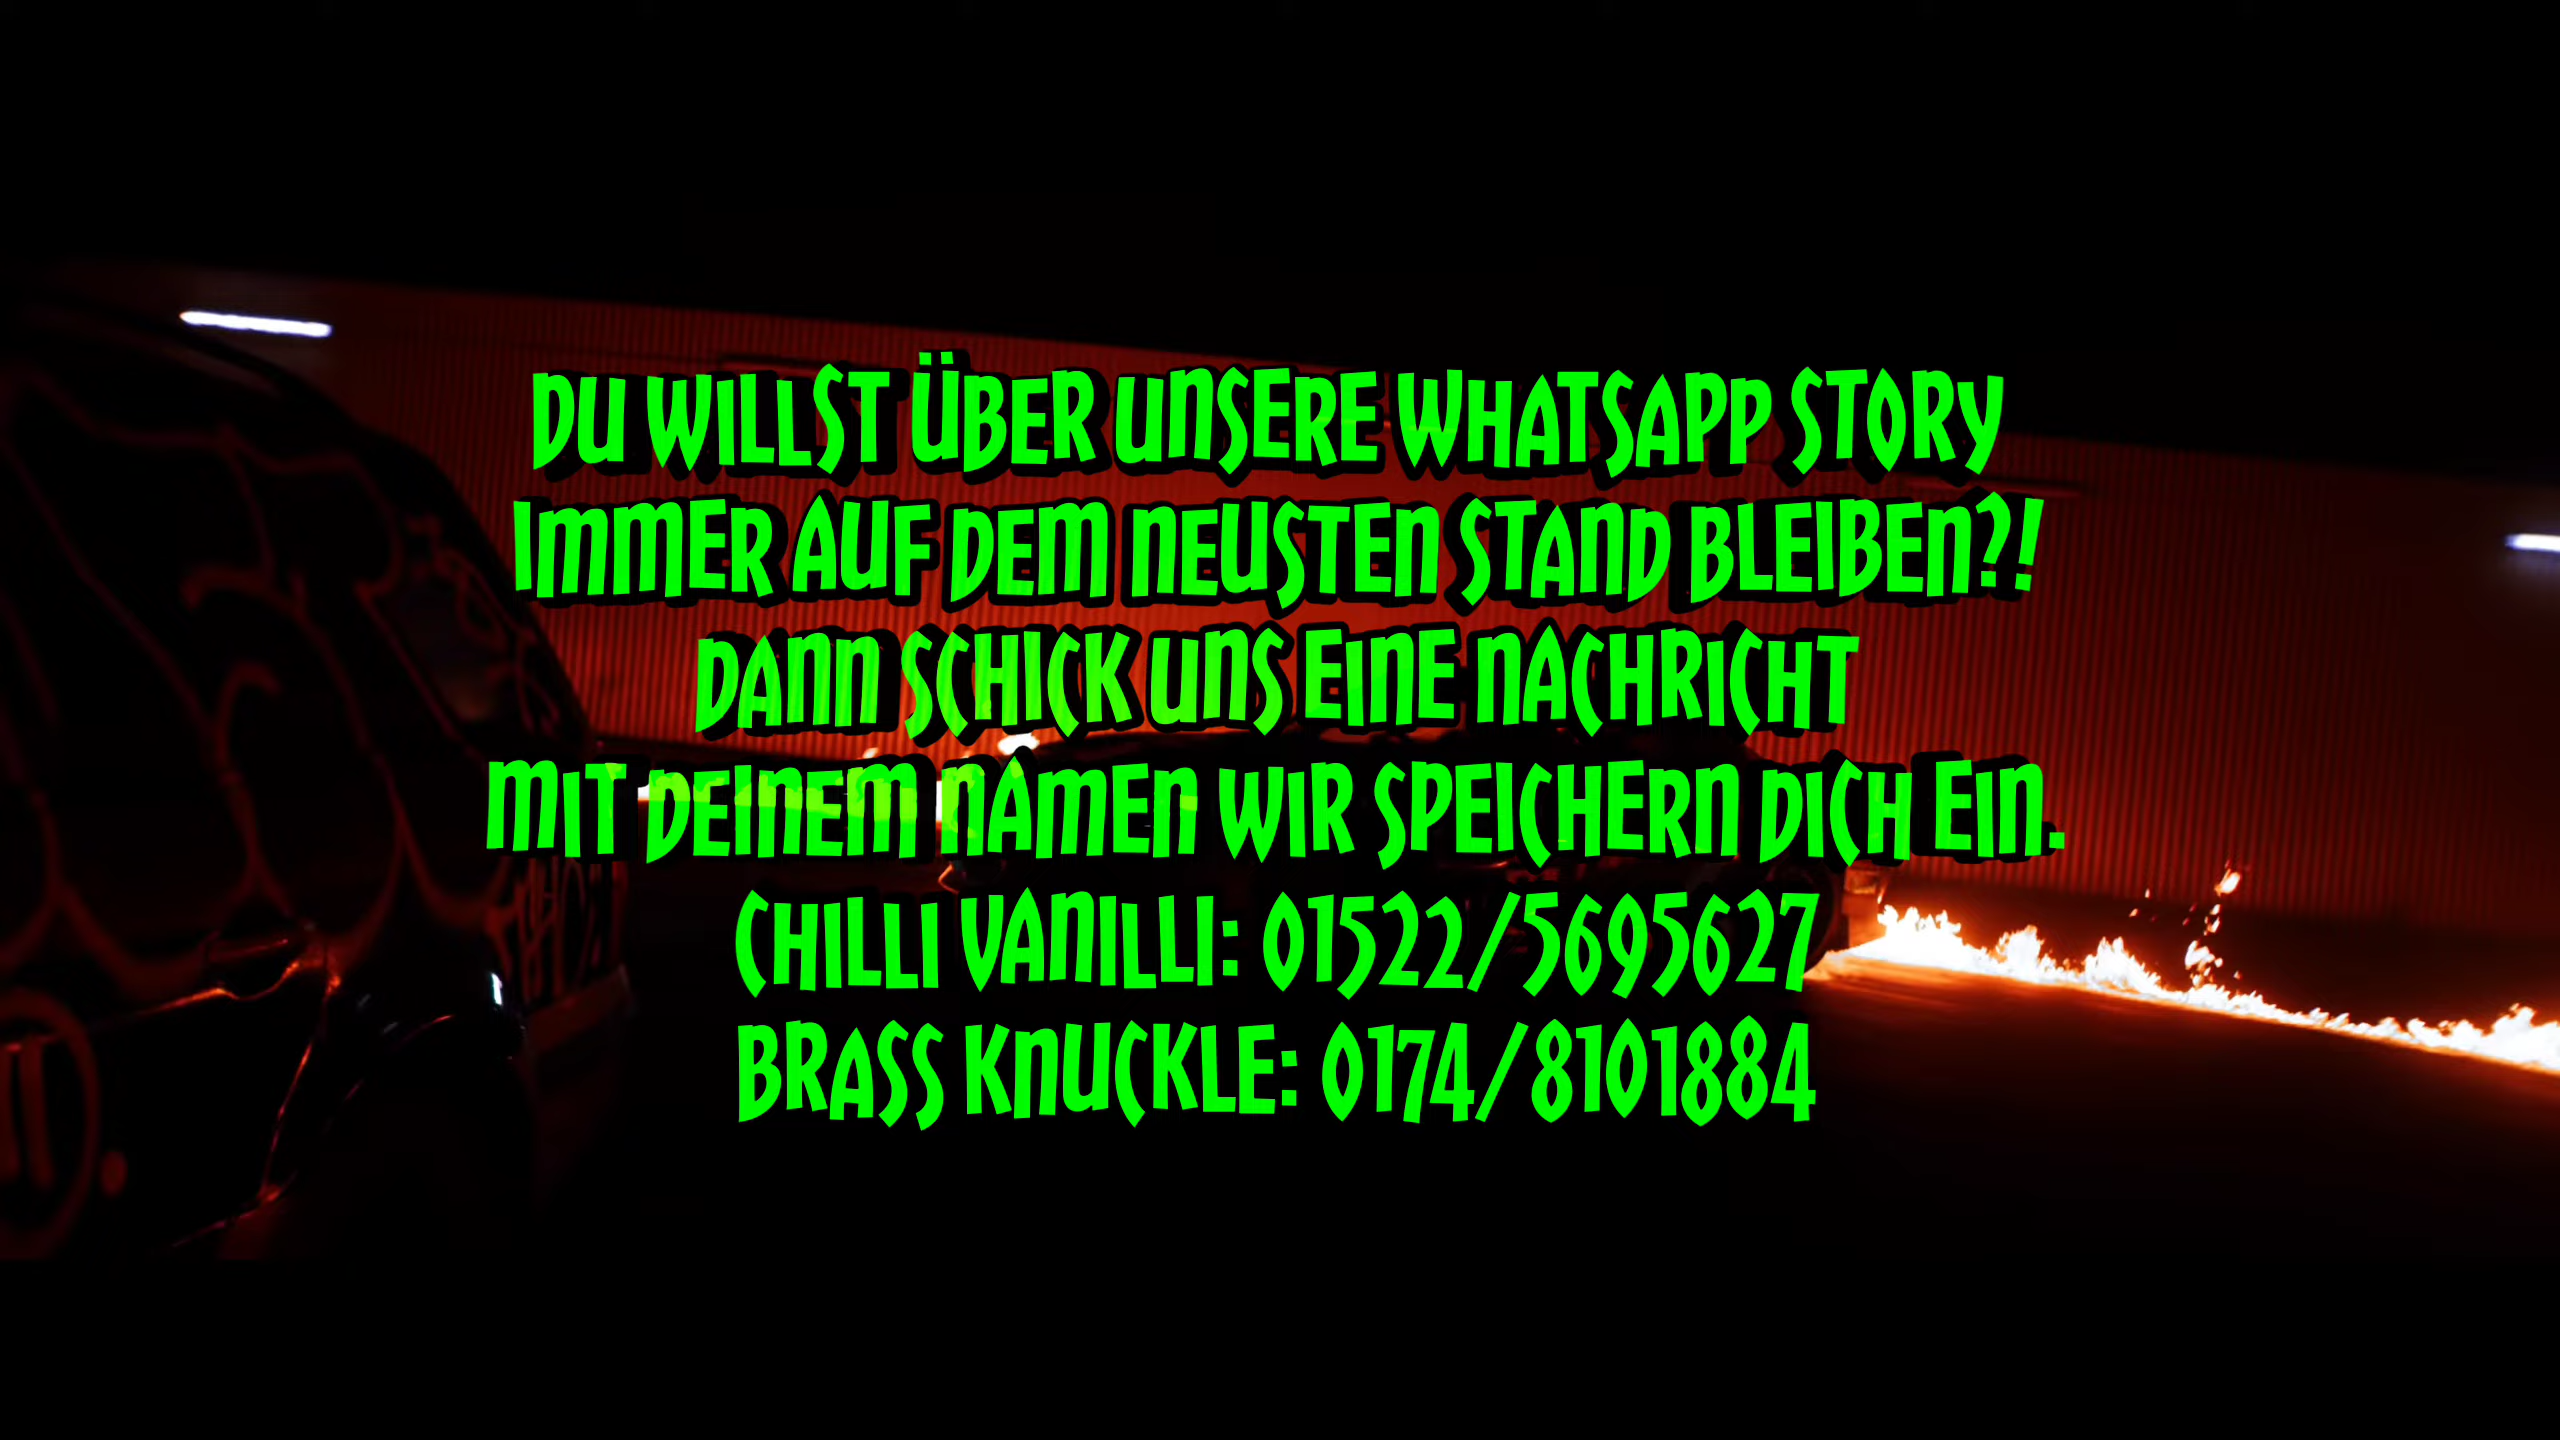 DU WILLST ÜBER UNSERE WHATSAPP STORY
IMMER AUF DEM NEUSTEN STAND BLEIBEN?!
DANN SCHICK UNS EINE NACHRICHT
MIT DEINEM NAMEN WIR SPEICHERN DICH EIN.
CHILLI VANILLI: 01522/5695627
BRASS KNUCKLE: 0174/8101884